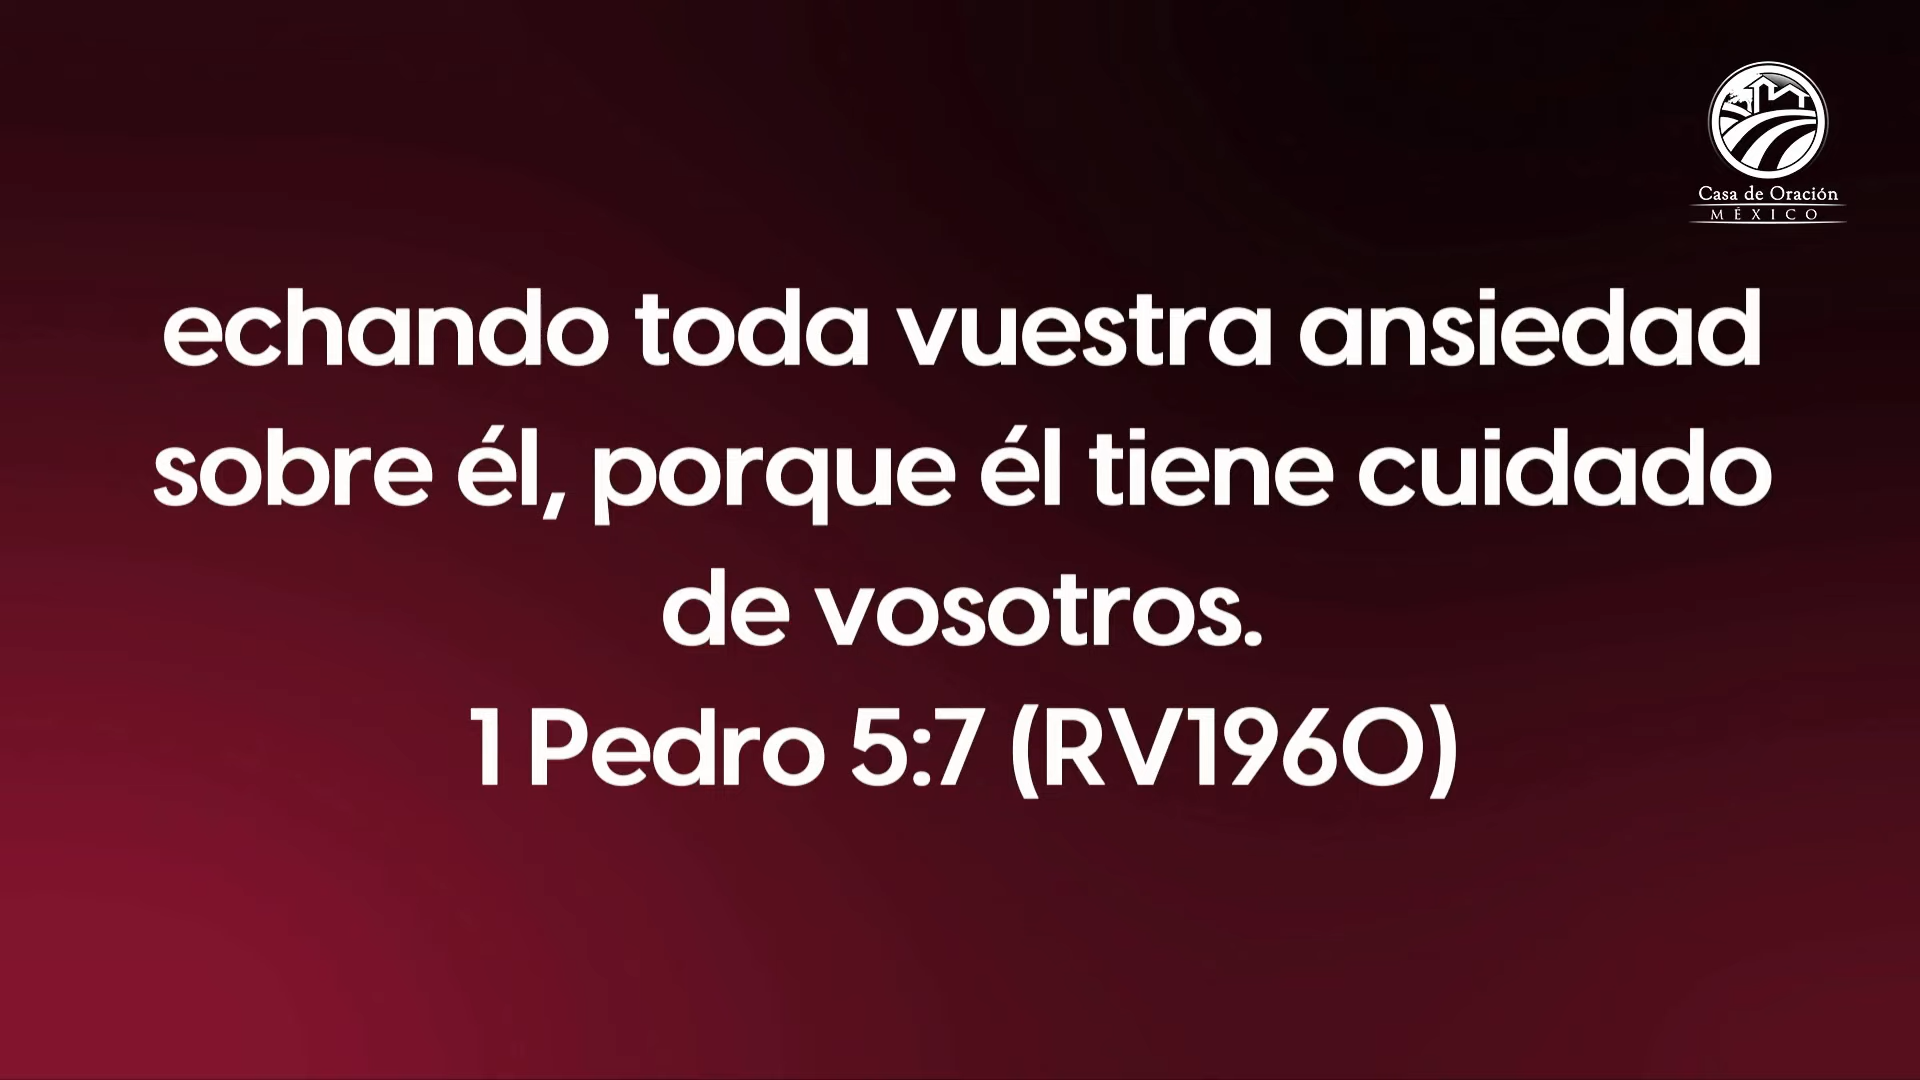 Casa de Oración
MÉXICO
echando toda vuestra ansiedad
sobre él, porque él tiene cuidado
de vosotros.
1 Pedro 5:7 (RV1960)